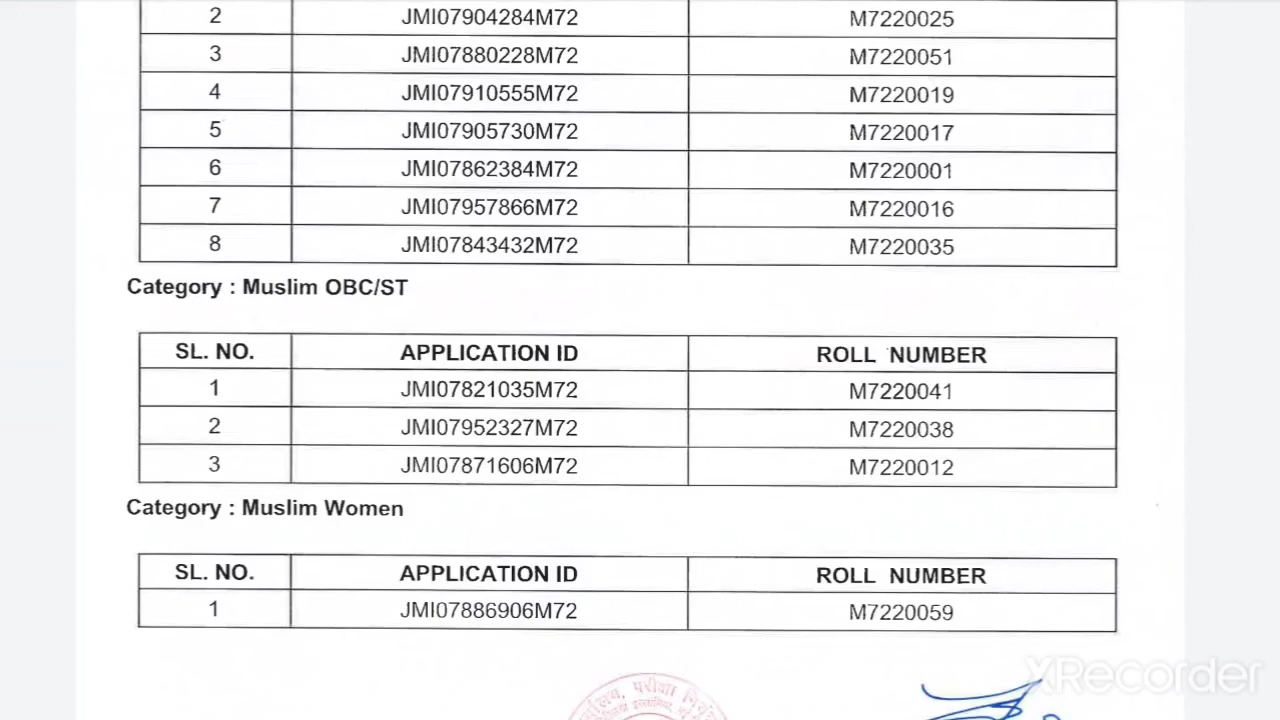 2 JMI07904284M72 M7220025
3 JMI07880228M72 M7220051
4 JMI07910555M72 M7220019
5 JMI07905730M72 M7220017
6 JMI07862384M72 M7220001
7 JMI07957866M72 M7220016
8 JMI07843432M72 M7220035
Category : Muslim OBC/ST
SL. NO. APPLICATION ID ROLL NUMBER
1 JMI07821035M72 M7220041
2 JMI07952327M72 M7220038
3 JMI07871606M72 M7220012
Category : Muslim Women
SL. NO. APPLICATION ID ROLL NUMBER
1 JMI07886906M72 M7220059
XRecorder
परीक्षा